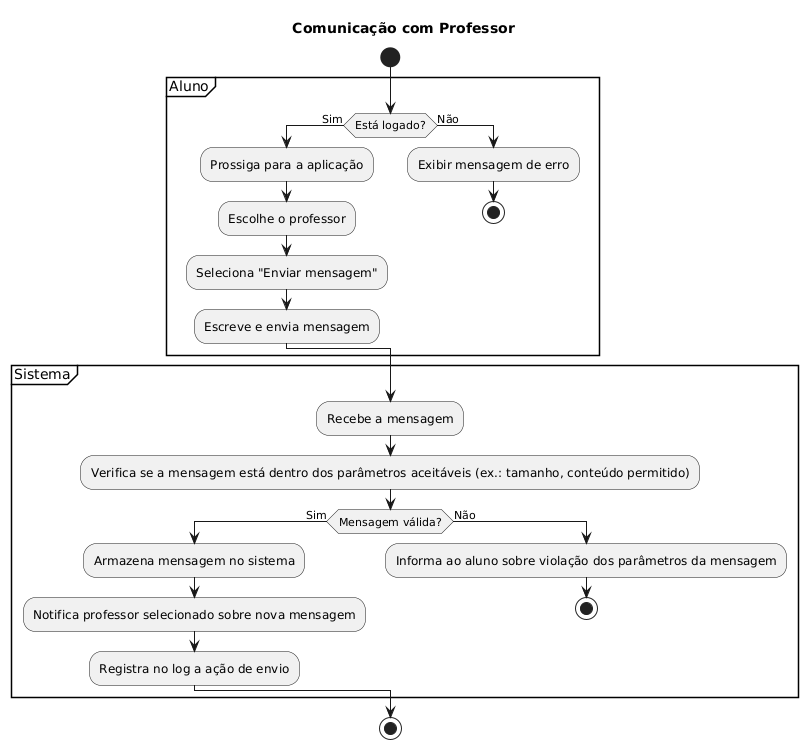 Comunicação com Professor
Aluno
Está logado?
Sim
Não
Prossiga para a aplicação
Exibir mensagem de erro
Escolhe o professor
Seleciona "Enviar mensagem"
Escreve e envia mensagem
Sistema
Recebe a mensagem
Verifica se a mensagem está dentro dos parâmetros aceitáveis (ex.: tamanho, conteúdo permitido)
Mensagem válida?
Sim
Não
Armazena mensagem no sistema
Informa ao aluno sobre violação dos parâmetros da mensagem
Notifica professor selecionado sobre nova mensagem
Registra no log a ação de envio